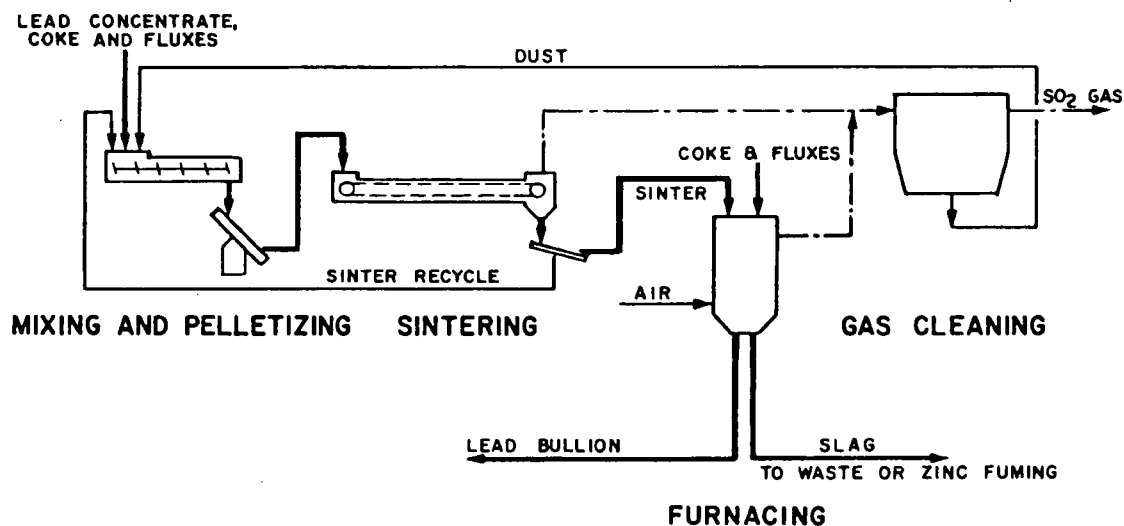 LEAD CONCENTRATE,
COKE AND FLUXES
DUST
SO2 GAS
COKE & FLUXES
SINTER
SINTER RECYCLE
AIR
MIXING AND PELLETIZING
SINTERING
GAS CLEANING
LEAD BULLION
SLAG
TO WASTE OR ZINC FUMING
FURNACING